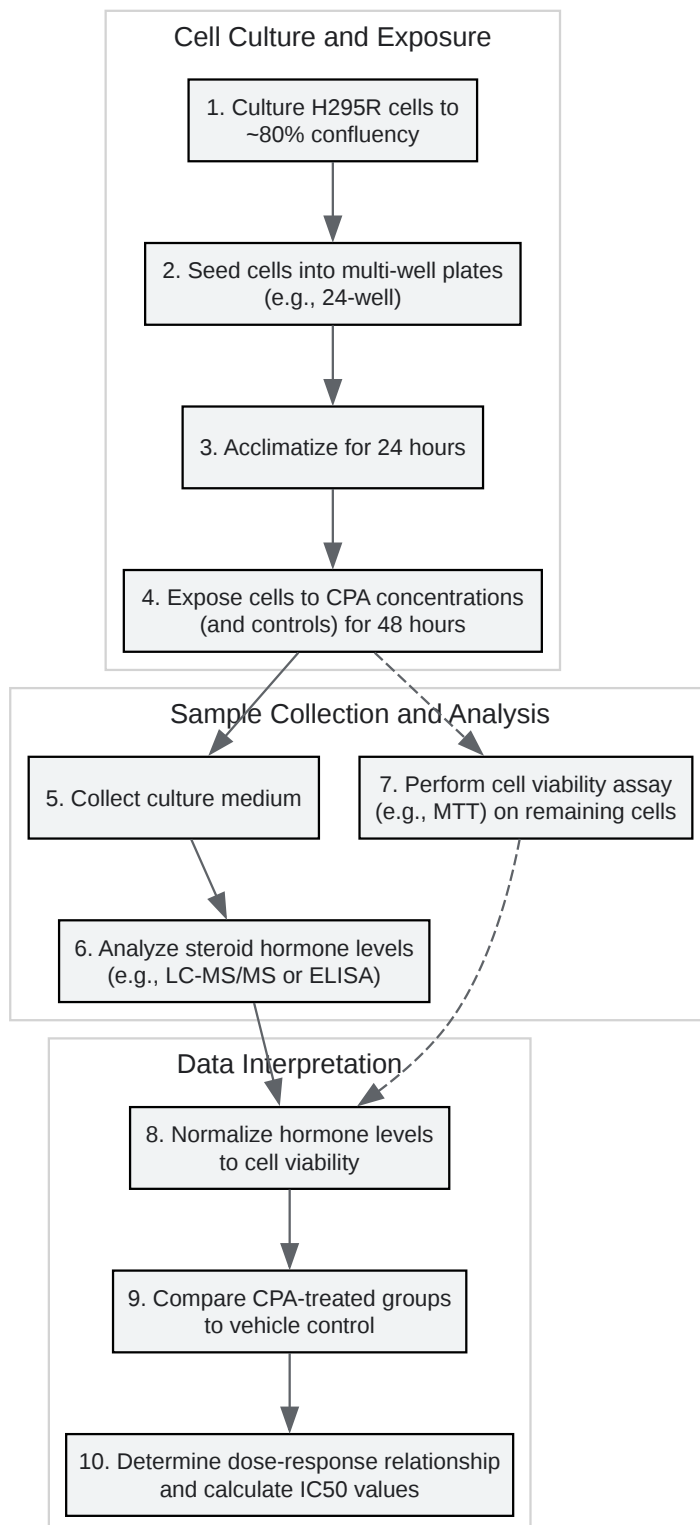 Cell Culture and Exposure
1. Culture H295R cells to
~80% confluency
2. Seed cells into multi-well plates
(e.g., 24-well)
3. Acclimatize for 24 hours
4. Expose cells to CPA concentrations
(and controls) for 48 hours
Sample Collection and Analysis
5. Collect culture medium
7. Perform cell viability assay
(e.g., MTT) on remaining cells
6. Analyze steroid hormone levels
(e.g., LC-MS/MS or ELISA)
Data Interpretation
8. Normalize hormone levels
to cell viability
9. Compare CPA-treated groups
to vehicle control
10. Determine dose-response relationship
and calculate IC50 values